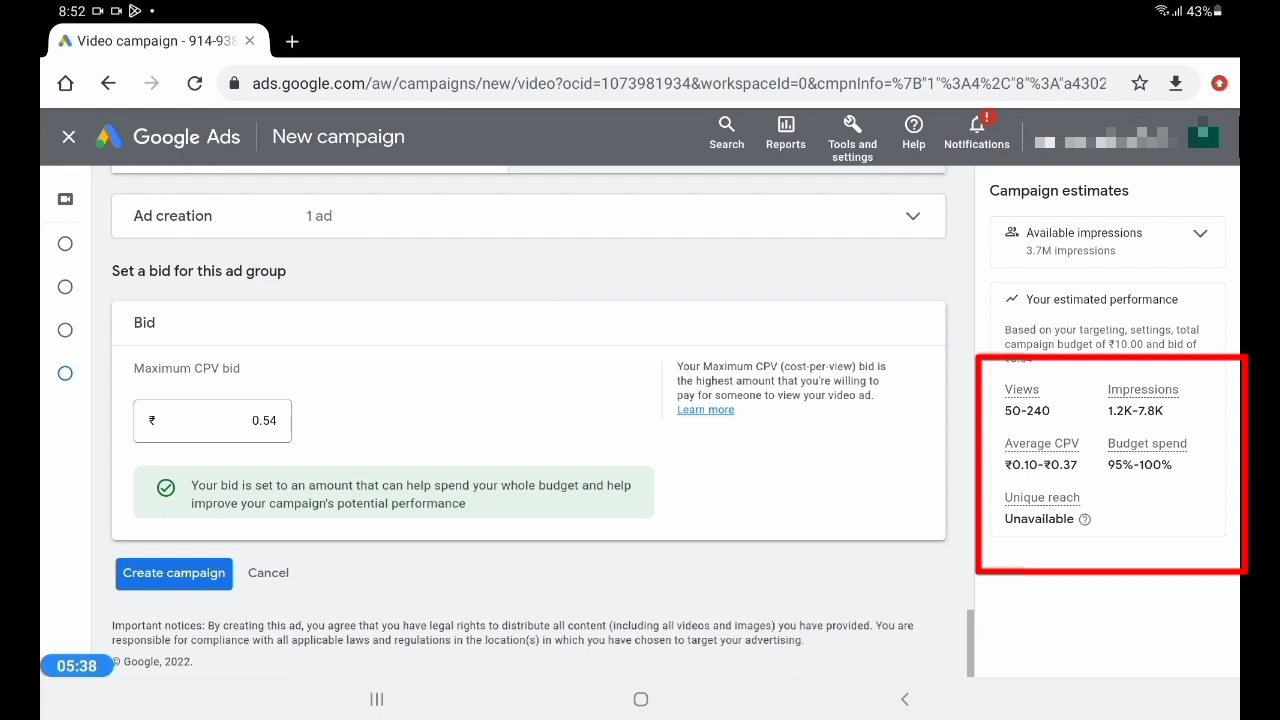 8:52
43%
Video campaign - 914-938
ads.google.com/aw/campaigns/new/video?ocid=1073981934&workspaceId=0&cmpnInfo=%7B"1"%3A4%2C"8"%3A"a4302
Google Ads
New campaign
Search
Reports
Tools and settings
Help
Notifications
!
Ad creation
1 ad
Set a bid for this ad group
Bid
Maximum CPV bid
₹ 0.54
Your Maximum CPV (cost-per-view) bid is
the highest amount that you're willing to
pay for someone to view your video ad.
Learn more
Your bid is set to an amount that can help spend your whole budget and help
improve your campaign's potential performance
Create campaign
Cancel
Important notices: By creating this ad, you agree that you have legal rights to distribute all content (including all videos and images) you have provided. You are
responsible for compliance with all applicable laws and regulations in the location(s) in which you have chosen to target your advertising.
© Google, 2022.
05:38
Campaign estimates
Available impressions
3.7M impressions
Your estimated performance
Based on your targeting, settings, total
campaign budget of ₹10.00 and bid of
Views
Impressions
50-240
1.2K-7.8K
Average CPV
Budget spend
₹0.10-₹0.37
95%-100%
Unique reach
Unavailable